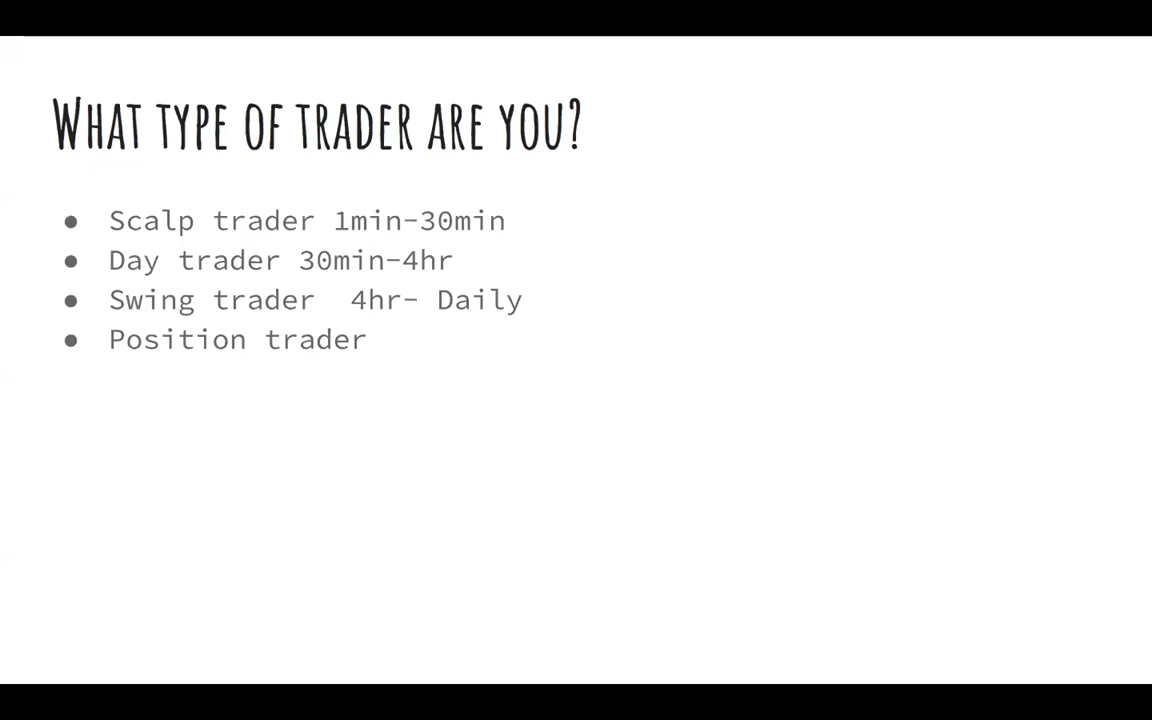 What type of trader are you?
● Scalp trader 1min-30min
● Day trader 30min-4hr
● Swing trader  4hr- Daily
● Position trader